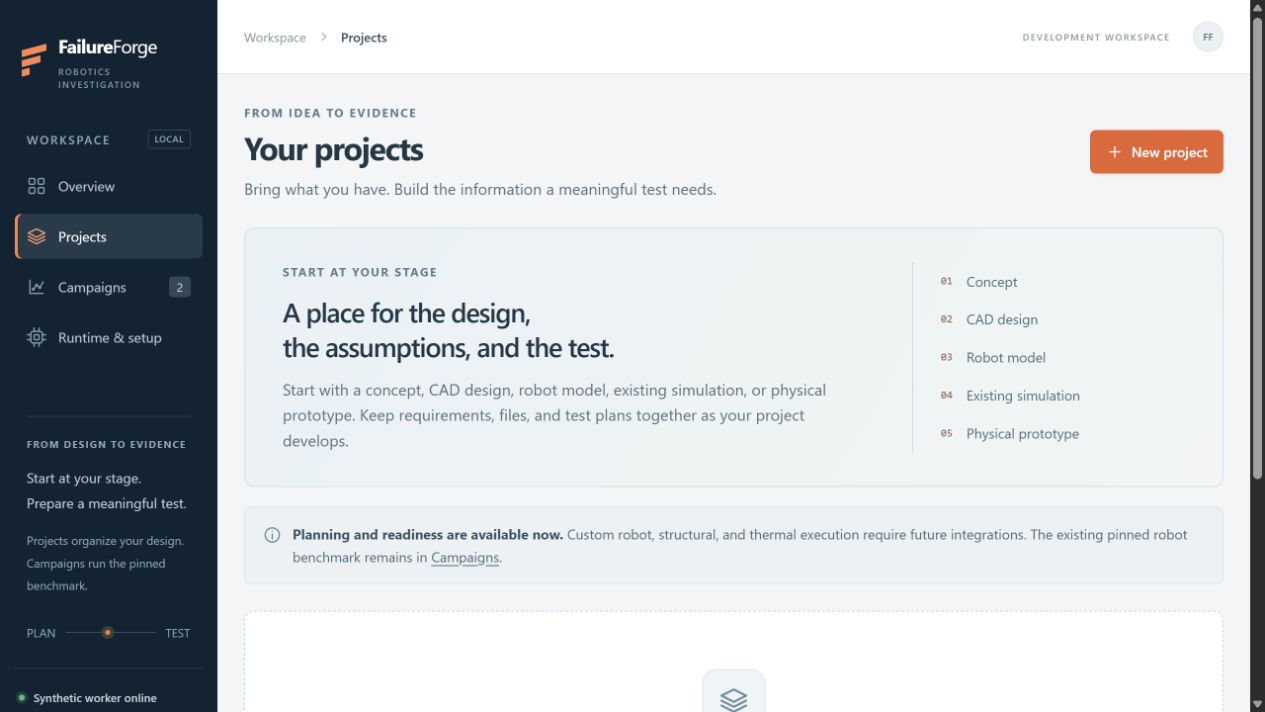 FailureForge
ROBOTICS
INVESTIGATION
WORKSPACE
LOCAL
Overview
Projects
Campaigns
2
Runtime & setup
FROM DESIGN TO EVIDENCE
Start at your stage.
Prepare a meaningful test.
Projects organize your design.
Campaigns run the pinned
benchmark.
PLAN
TEST
Synthetic worker online
Workspace
Projects
DEVELOPMENT WORKSPACE
FF
FROM IDEA TO EVIDENCE
Your projects
Bring what you have. Build the information a meaningful test needs.
New project
START AT YOUR STAGE
A place for the design,
the assumptions, and the test.
Start with a concept, CAD design, robot model, existing simulation, or physical
prototype. Keep requirements, files, and test plans together as your project
develops.
01 Concept
02 CAD design
03 Robot model
04 Existing simulation
05 Physical prototype
Planning and readiness are available now. Custom robot, structural, and thermal execution require future integrations. The existing pinned robot
benchmark remains in Campaigns.